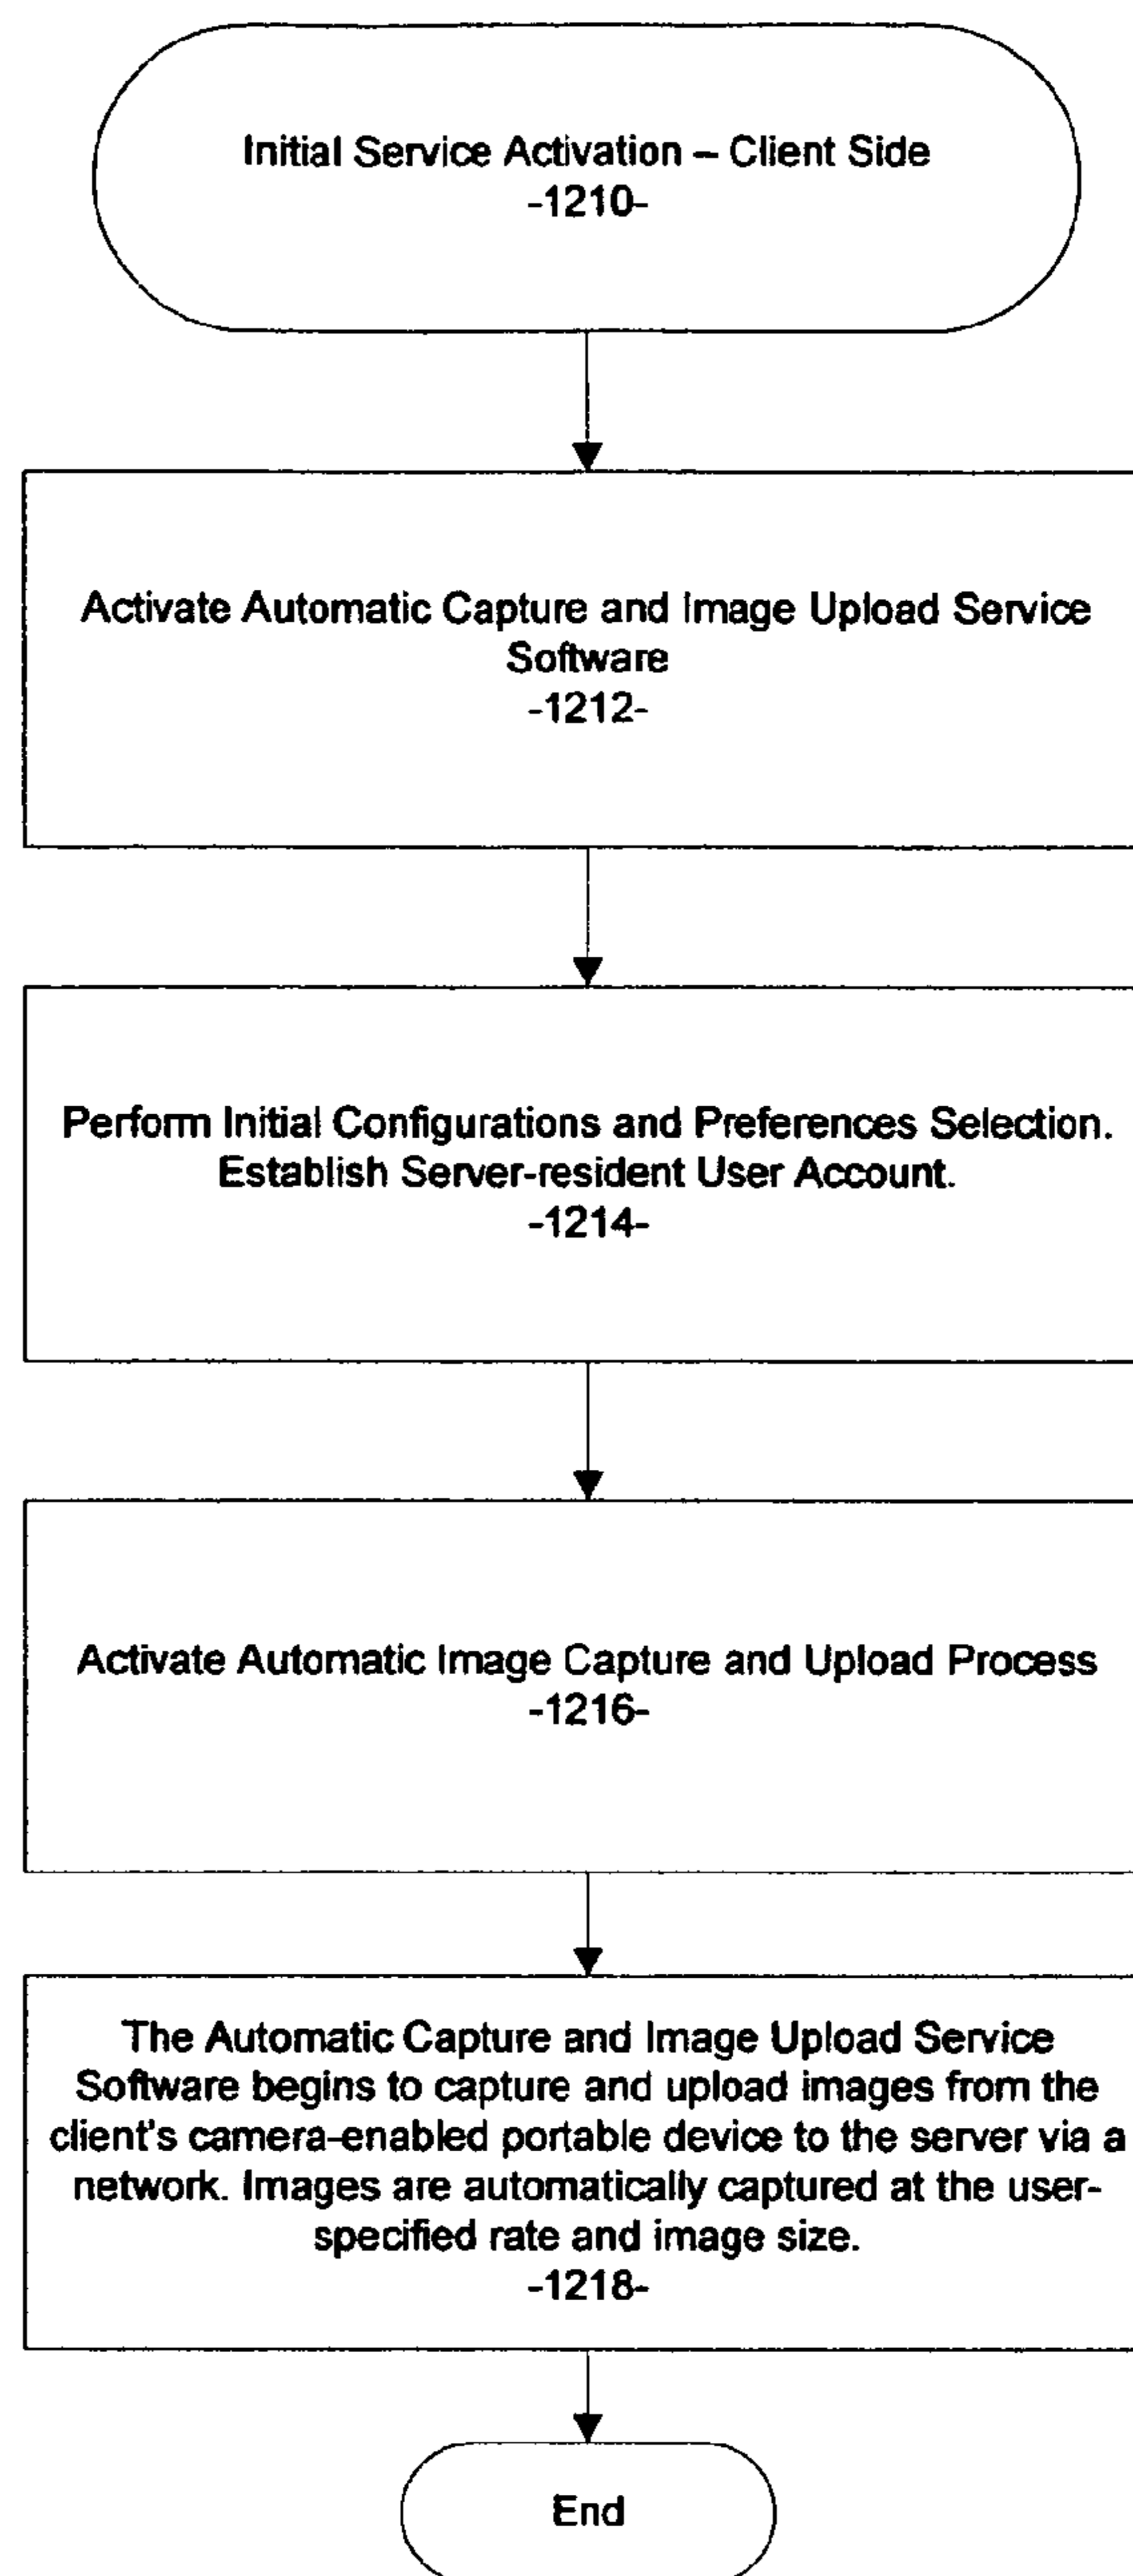 Initial Service Activation – Client Side
-1210-
Activate Automatic Capture and Image Upload Service
Software
-1212-
Perform Initial Configurations and Preferences Selection.
Establish Server-resident User Account.
-1214-
Activate Automatic Image Capture and Upload Process
-1216-
The Automatic Capture and Image Upload Service
Software begins to capture and upload images from the
client's camera-enabled portable device to the server via a
network. Images are automatically captured at the user-
specified rate and image size.
-1218-
End